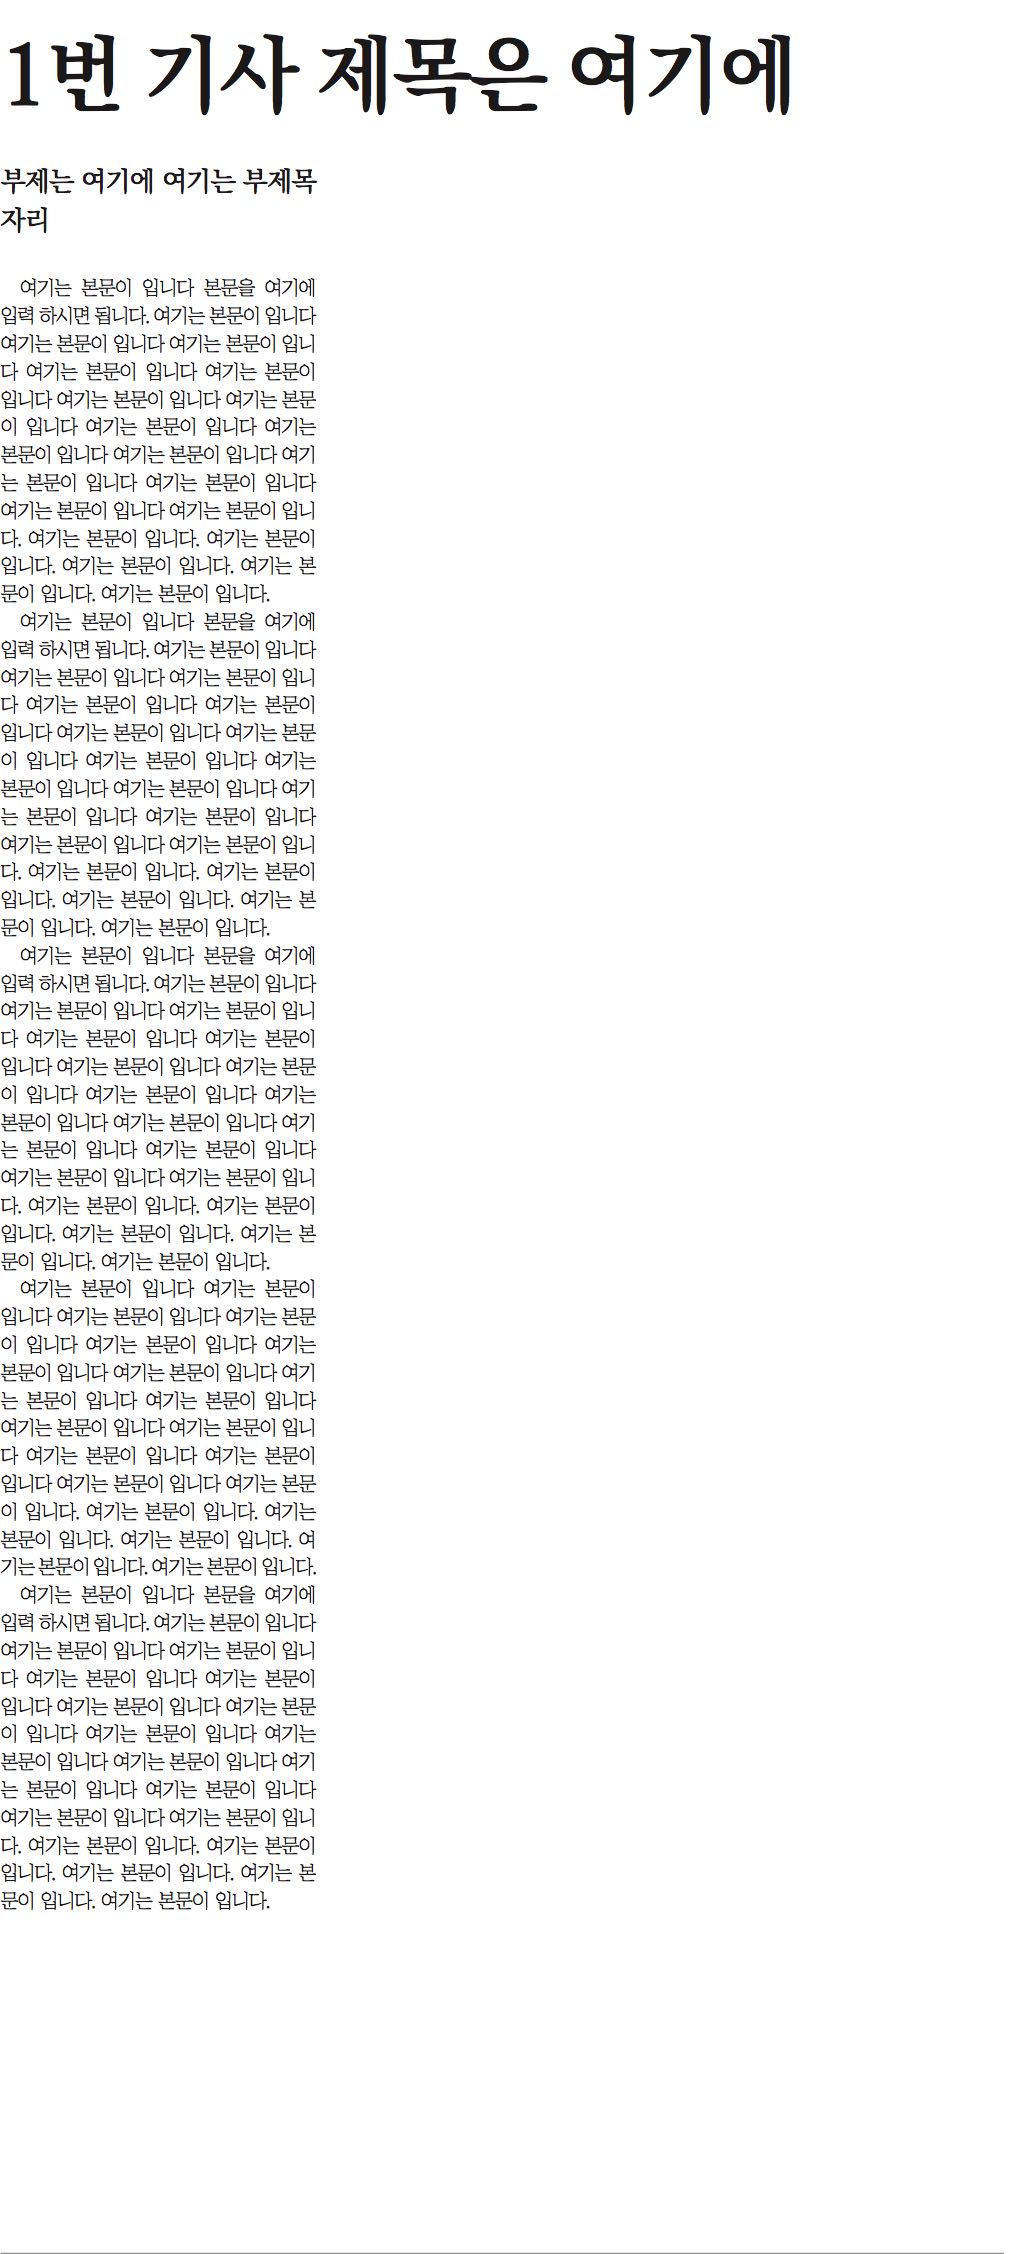 1번 기사 제목은 여기에
부제는 여기에 여기는 부제목
자리
여기는 본문이 입니다 본문을 여기에
입력 하시면 됩니다. 여기는 본문이 입니다
여기는 본문이 입니다 여기는 본문이 입니
다 여기는 본문이 입니다 여기는 본문이
입니다 여기는 본문이 입니다 여기는 본문
이 입니다 여기는 본문이 입니다 여기는
본문이 입니다 여기는 본문이 입니다 여기
는 본문이 입니다 여기는 본문이 입니다
여기는 본문이 입니다 여기는 본문이 입니
다. 여기는 본문이 입니다. 여기는 본문이
입니다. 여기는 본문이 입니다. 여기는 본
문이 입니다. 여기는 본문이 입니다.
여기는 본문이 입니다 본문을 여기에
입력 하시면 됩니다. 여기는 본문이 입니다
여기는 본문이 입니다 여기는 본문이 입니
다 여기는 본문이 입니다 여기는 본문이
입니다 여기는 본문이 입니다 여기는 본문
이 입니다 여기는 본문이 입니다 여기는
본문이 입니다 여기는 본문이 입니다 여기
는 본문이 입니다 여기는 본문이 입니다
여기는 본문이 입니다 여기는 본문이 입니
다. 여기는 본문이 입니다. 여기는 본문이
입니다. 여기는 본문이 입니다. 여기는 본
문이 입니다. 여기는 본문이 입니다.
여기는 본문이 입니다 본문을 여기에
입력 하시면 됩니다. 여기는 본문이 입니다
여기는 본문이 입니다 여기는 본문이 입니
다 여기는 본문이 입니다 여기는 본문이
입니다 여기는 본문이 입니다 여기는 본문
이 입니다 여기는 본문이 입니다 여기는
본문이 입니다 여기는 본문이 입니다 여기
는 본문이 입니다 여기는 본문이 입니다
여기는 본문이 입니다 여기는 본문이 입니
다. 여기는 본문이 입니다. 여기는 본문이
입니다. 여기는 본문이 입니다. 여기는 본
문이 입니다. 여기는 본문이 입니다.
여기는 본문이 입니다 여기는 본문이
입니다 여기는 본문이 입니다 여기는 본문
이 입니다 여기는 본문이 입니다 여기는
본문이 입니다 여기는 본문이 입니다 여기
는 본문이 입니다 여기는 본문이 입니다
여기는 본문이 입니다 여기는 본문이 입니
다 여기는 본문이 입니다 여기는 본문이
입니다 여기는 본문이 입니다 여기는 본문
이 입니다. 여기는 본문이 입니다. 여기는
본문이 입니다. 여기는 본문이 입니다. 여
기는 본문이 입니다. 여기는 본문이 입니다.
여기는 본문이 입니다 본문을 여기에
입력 하시면 됩니다. 여기는 본문이 입니다
여기는 본문이 입니다 여기는 본문이 입니
다 여기는 본문이 입니다 여기는 본문이
입니다 여기는 본문이 입니다 여기는 본문
이 입니다 여기는 본문이 입니다 여기는
본문이 입니다 여기는 본문이 입니다 여기
는 본문이 입니다 여기는 본문이 입니다
여기는 본문이 입니다 여기는 본문이 입니
다. 여기는 본문이 입니다. 여기는 본문이
입니다. 여기는 본문이 입니다. 여기는 본
문이 입니다. 여기는 본문이 입니다.